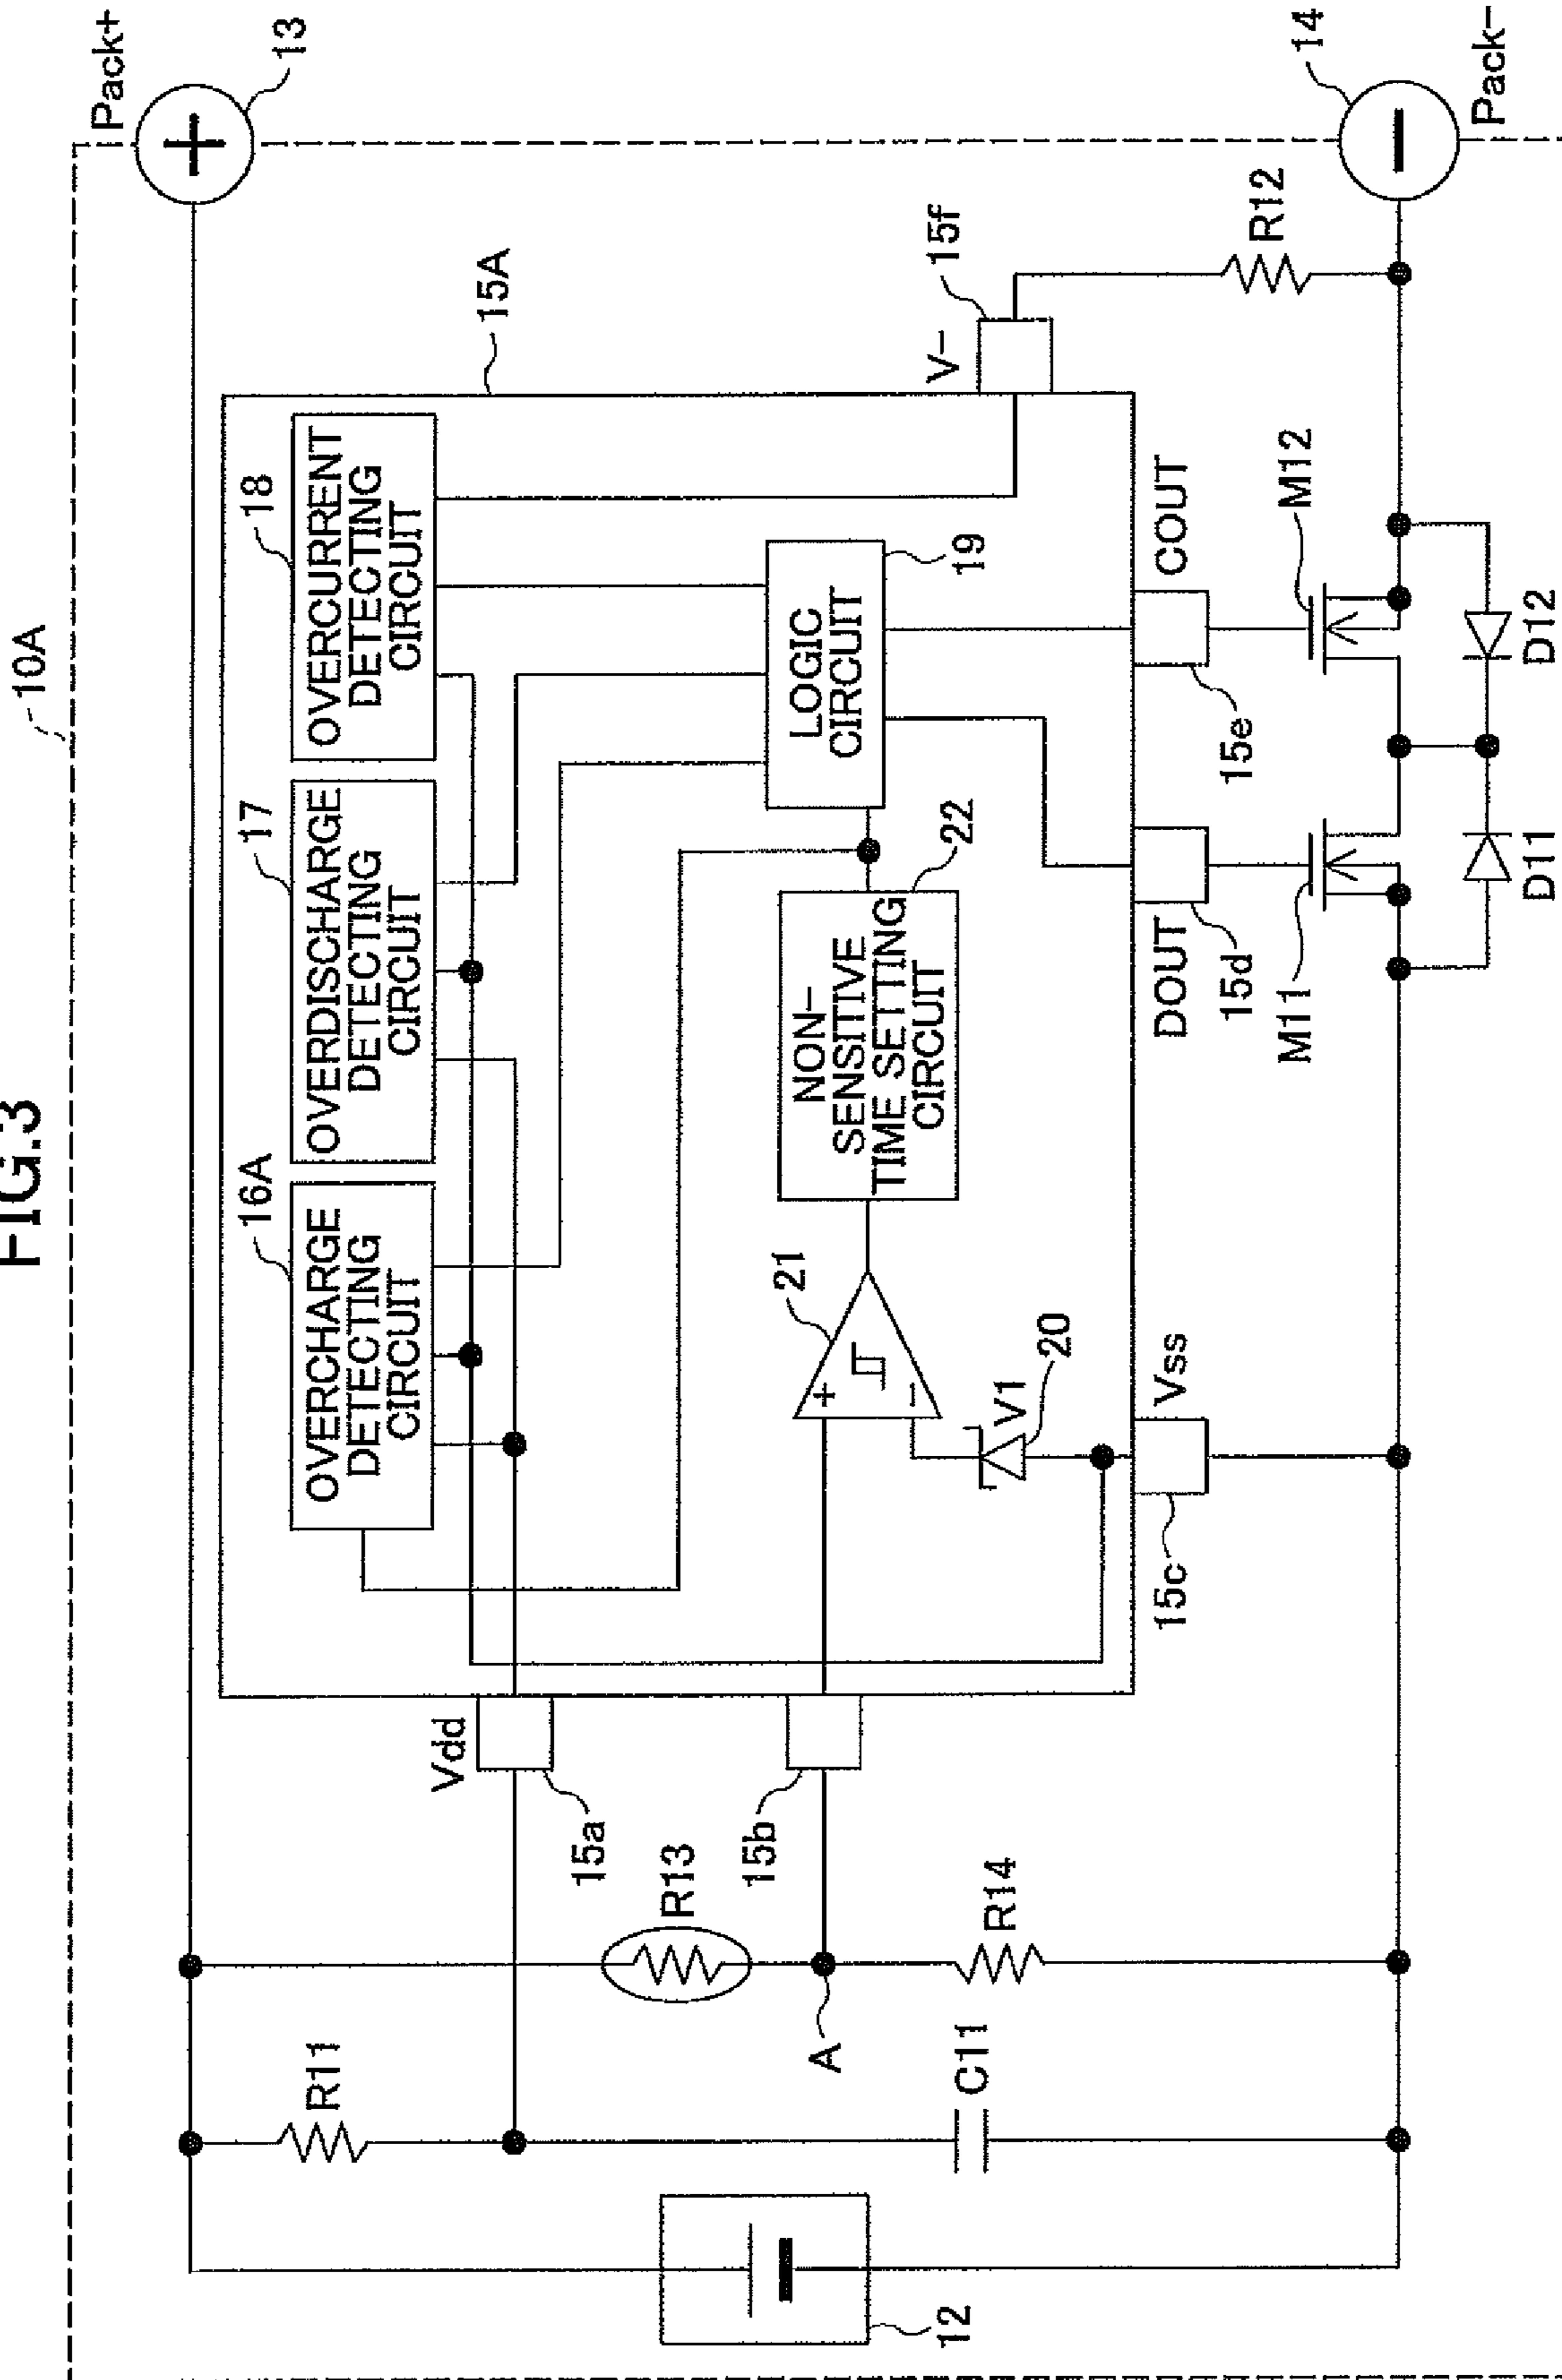 FIG.3
10A
Pack+
13
15A
16A
OVERCHARGE
DETECTING
CIRCUIT
17
OVERDISCHARGE
DETECTING
CIRCUIT
18
OVERCURRENT
DETECTING
CIRCUIT
R11
Vdd
15a
R13
15b
A
R14
C11
12
21
+
−
V1
20
NON-
SENSITIVE
TIME SETTING
CIRCUIT
22
LOGIC
CIRCUIT
19
V−
15f
R12
Vss
15c
DOUT
15d
COUT
15e
M11
M12
D11
D12
14
Pack−